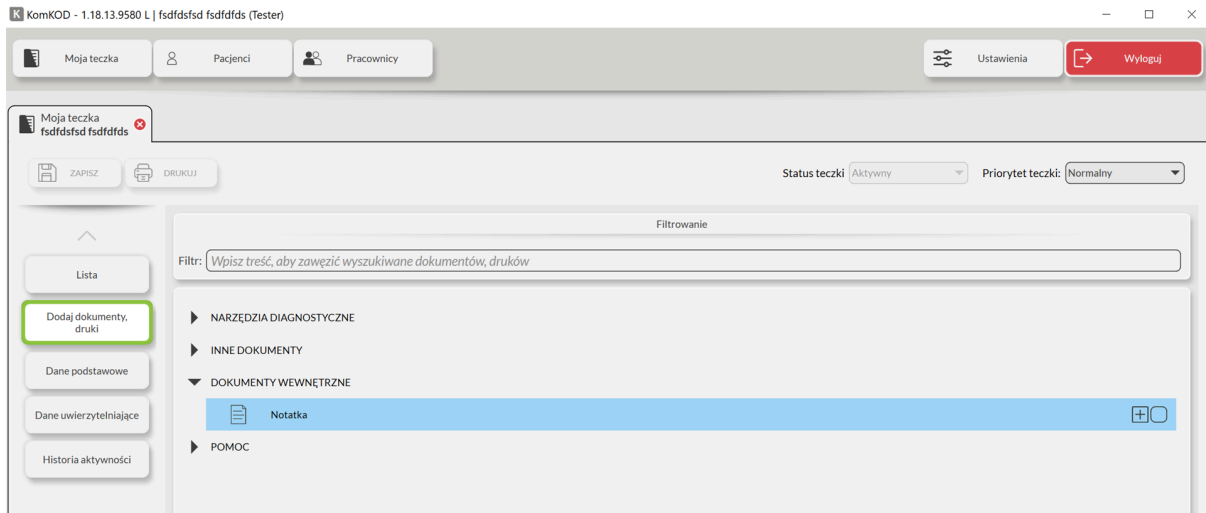 K KomKOD - 1.18.13.9580 L | fsdfdsfsd fsdfdfds (Tester)
Moja teczka Pacjenci Pracownicy Ustawienia Wyloguj
Moja teczka
fsdfdsfsd fsdfdfds
ZAPISZ DRUKUJ Status teczki Aktywny Priorytet teczki: Normalny
Filtrowanie
Filtr: Wpisz treść, aby zawęzić wyszukiwane dokumentów, druków
Lista
Dodaj dokumenty,
druki
Dane podstawowe
Dane uwierzytelniające
Historia aktywności
NARZĘDZIA DIAGNOSTYCZNE
INNE DOKUMENTY
DOKUMENTY WEWNĘTRZNE
Notatka
POMOC